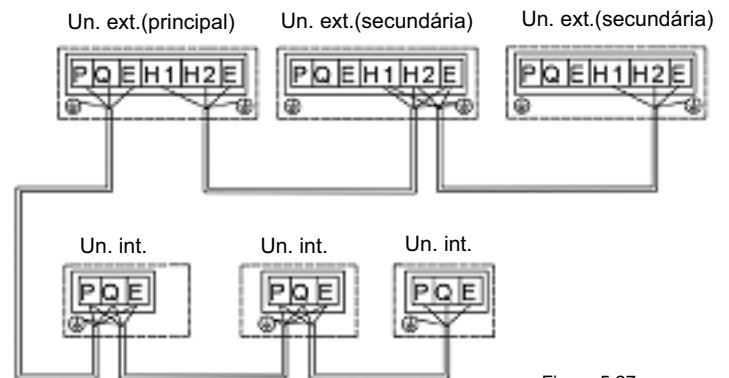 Un. ext.(principal) Un. ext.(secundária) Un. ext.(secundária)
P Q E H1 H2 E P Q E H1 H2 E P Q E H1 H2 E
Un. int. Un. int. Un. int.
P Q E P Q E P Q E